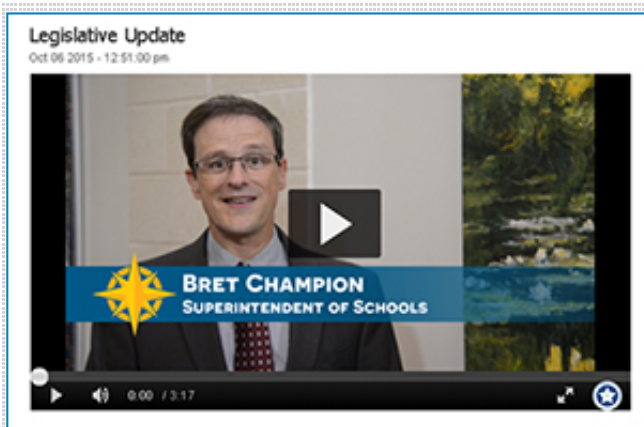 Legislative Update
Oct 06 2015 - 12:51:00 pm
BRET CHAMPION
SUPERINTENDENT OF SCHOOLS
0:00 / 3:17